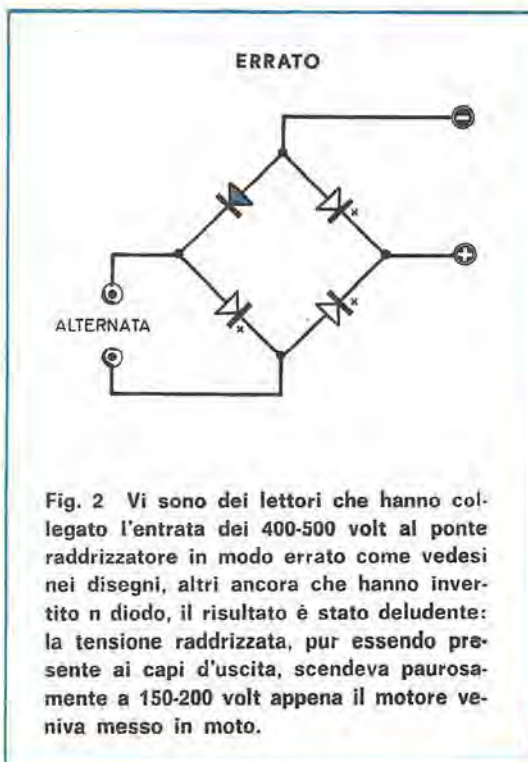 ERRATO
ALTERNATA
Fig. 2 Vi sono dei lettori che hanno col-
legato l'entrata dei 400-500 volt al ponte
raddrizzatore in modo errato come vedesi
nei disegni, altri ancora che hanno inver-
tito n diodo, il risultato è stato deludente:
la tensione raddrizzata, pur essendo pre-
sente ai capi d'uscita, scendeva paurosa-
mente a 150-200 volt appena il motore ve-
niva messo in moto.